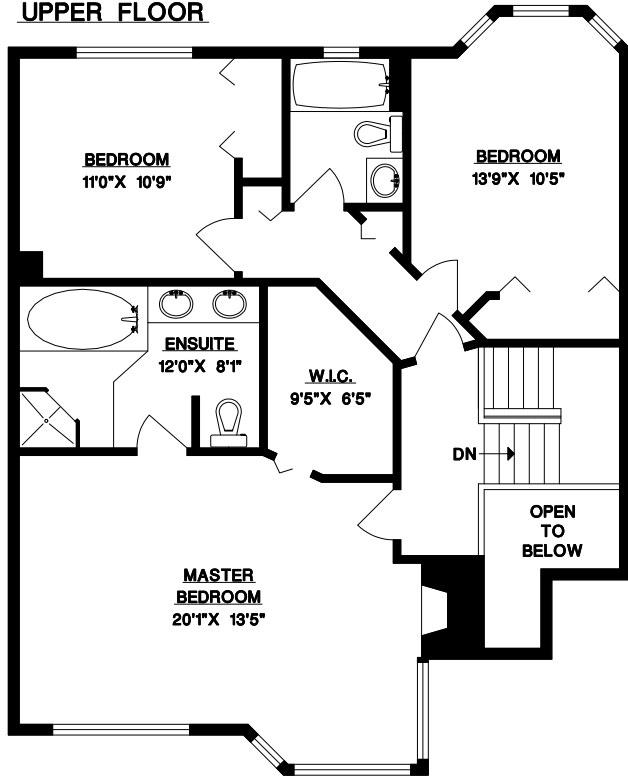 UPPER FLOOR
BEDROOM
11'0"X 10'9"
BEDROOM
13'9"X 10'5"
ENSUITE
12'0"X 8'1"
W.I.C.
9'5"X 6'5"
DN
OPEN
TO
BELOW
MASTER
BEDROOM
20'1"X 13'5"